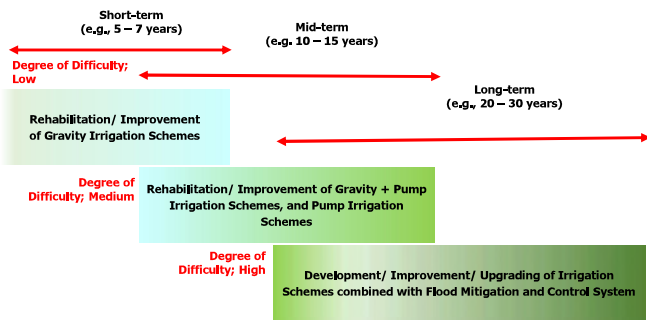 Short-term
(e.g., 5 – 7 years)
Mid-term
(e.g. 10 – 15 years)
Degree of Difficulty;
Low
Long-term
(e.g., 20 – 30 years)
Rehabilitation/ Improvement
of Gravity Irrigation Schemes
Degree of
Difficulty; Medium
Rehabilitation/ Improvement of Gravity + Pump
Irrigation Schemes, and Pump Irrigation
Schemes
Degree of
Difficulty; High
Development/ Improvement/ Upgrading of Irrigation
Schemes combined with Flood Mitigation and Control System